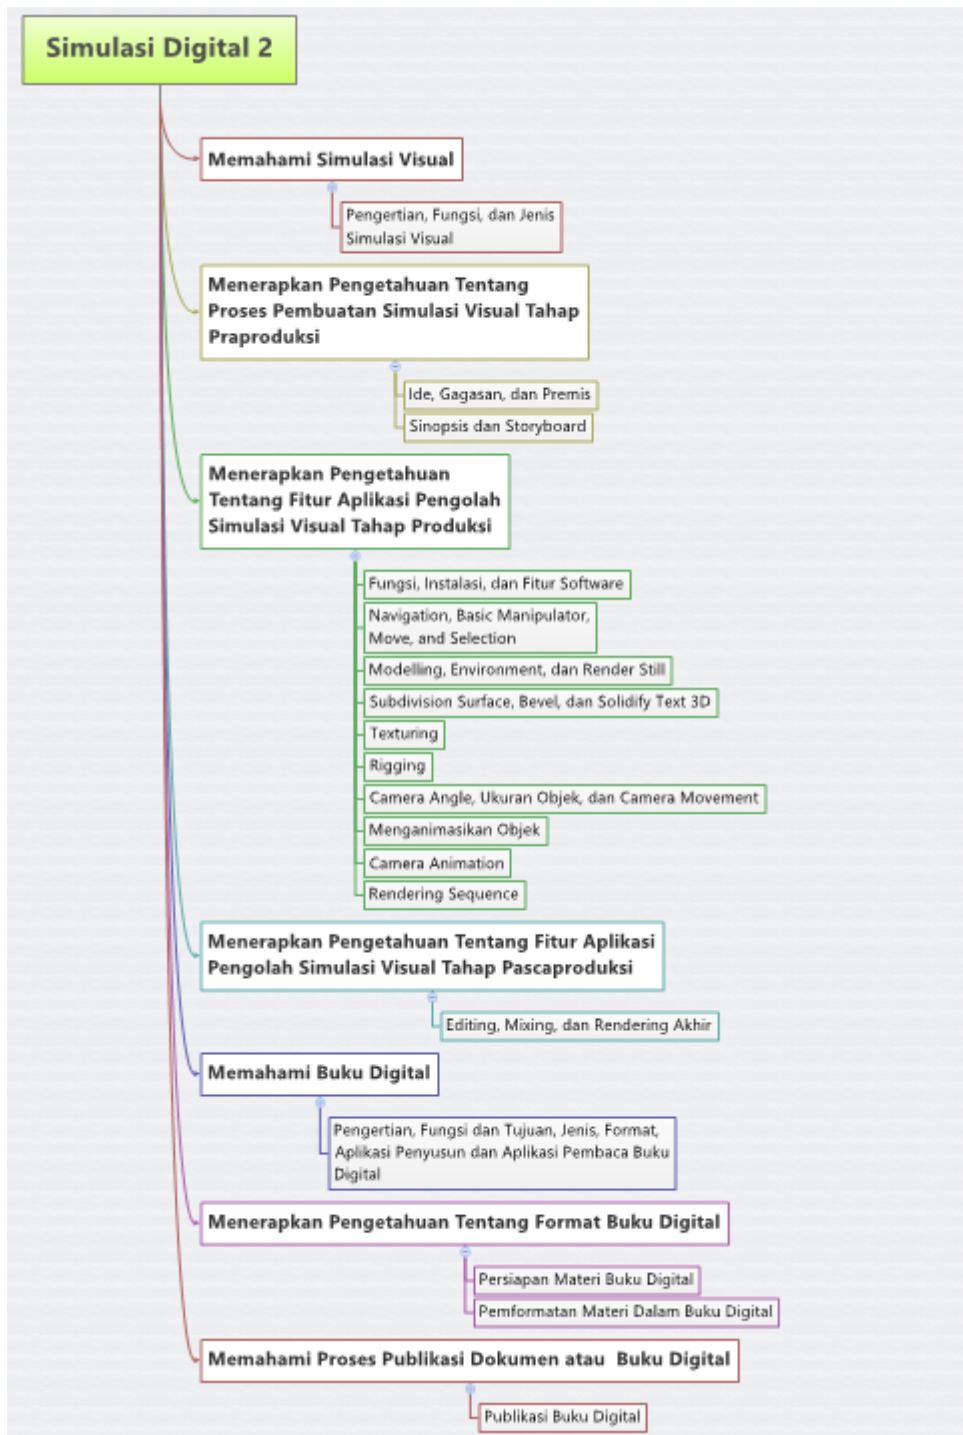 Simulasi Digital 2
Memahami Simulasi Visual
Pengertian, Fungsi, dan Jenis
Simulasi Visual
Menerapkan Pengetahuan Tentang
Proses Pembuatan Simulasi Visual Tahap
Praproduksi
Ide, Gagasan, dan Premis
Sinopsis dan Storyboard
Menerapkan Pengetahuan
Tentang Fitur Aplikasi Pengolah
Simulasi Visual Tahap Produksi
Fungsi, Instalasi, dan Fitur Software
Navigation, Basic Manipulator,
Move, and Selection
Modelling, Environment, dan Render Still
Subdivision Surface, Bevel, dan Solidify Text 3D
Texturing
Rigging
Camera Angle, Ukuran Objek, dan Camera Movement
Menganimasikan Objek
Camera Animation
Rendering Sequence
Menerapkan Pengetahuan Tentang Fitur Aplikasi
Pengolah Simulasi Visual Tahap Pascaproduksi
Editing, Mixing, dan Rendering Akhir
Memahami Buku Digital
Pengertian, Fungsi dan Tujuan, Jenis, Format,
Aplikasi Penyusun dan Aplikasi Pembaca Buku
Digital
Menerapkan Pengetahuan Tentang Format Buku Digital
Persiapan Materi Buku Digital
Pemformatan Materi Dalam Buku Digital
Memahami Proses Publikasi Dokumen atau  Buku Digital
Publikasi Buku Digital